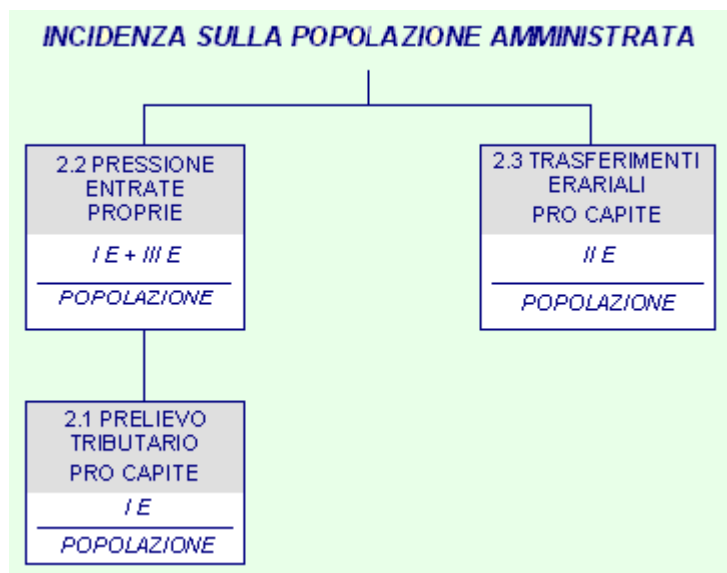 INCIDENZA SULLA POPOLAZIONE AMMINISTRATA
2.2 PRESSIONE
ENTRATE
PROPRIE
I E + III E
POPOLAZIONE
2.3 TRASFERIMENTI
ERARIALI
PRO CAPITE
II E
POPOLAZIONE
2.1 PRELIEVO
TRIBUTARIO
PRO CAPITE
I E
POPOLAZIONE